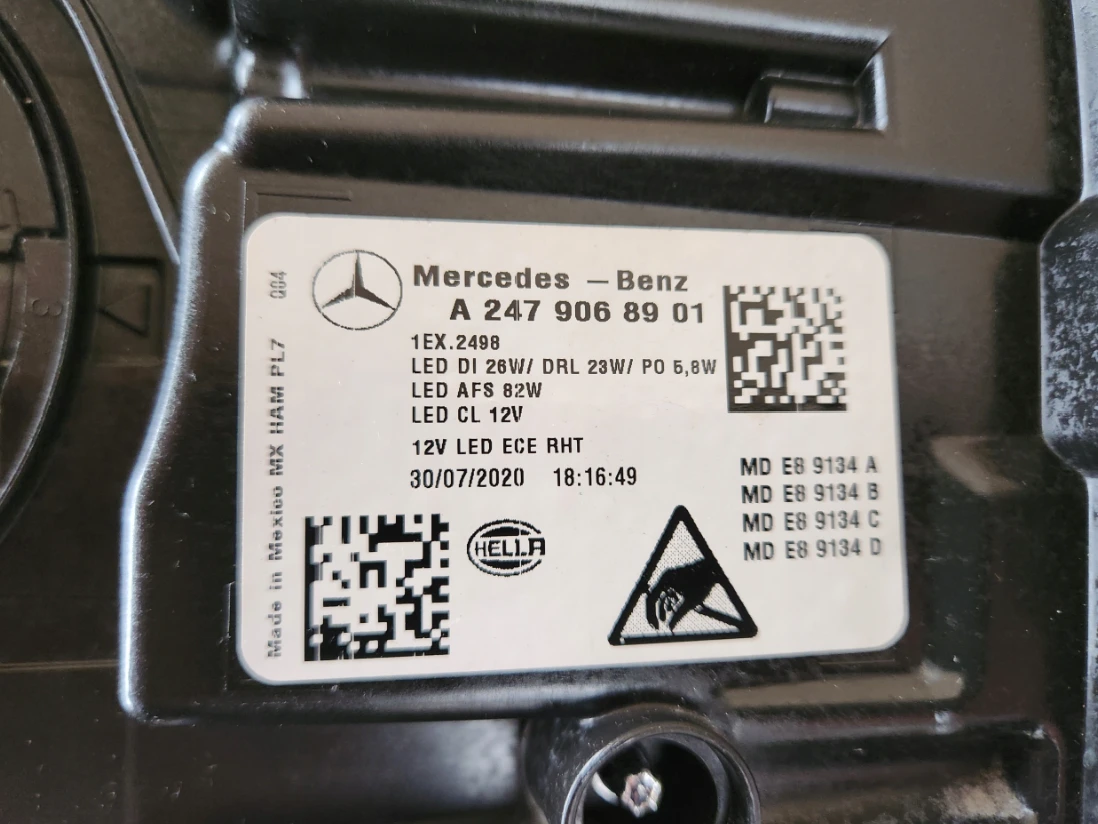 Mercedes - Benz
A 247 906 89 01
1EX.2498
LED DI 26W/ DRL 23W/ PO 5,8W
LED AFS 82W
LED CL 12V
12V LED ECE RHT
30/07/2020 18:16:49
MD E8 9134 A
MD E8 9134 B
MD E8 9134 C
MD E8 9134 D
HELLA
Made in Mexico MX HAM PL7 Q04
3